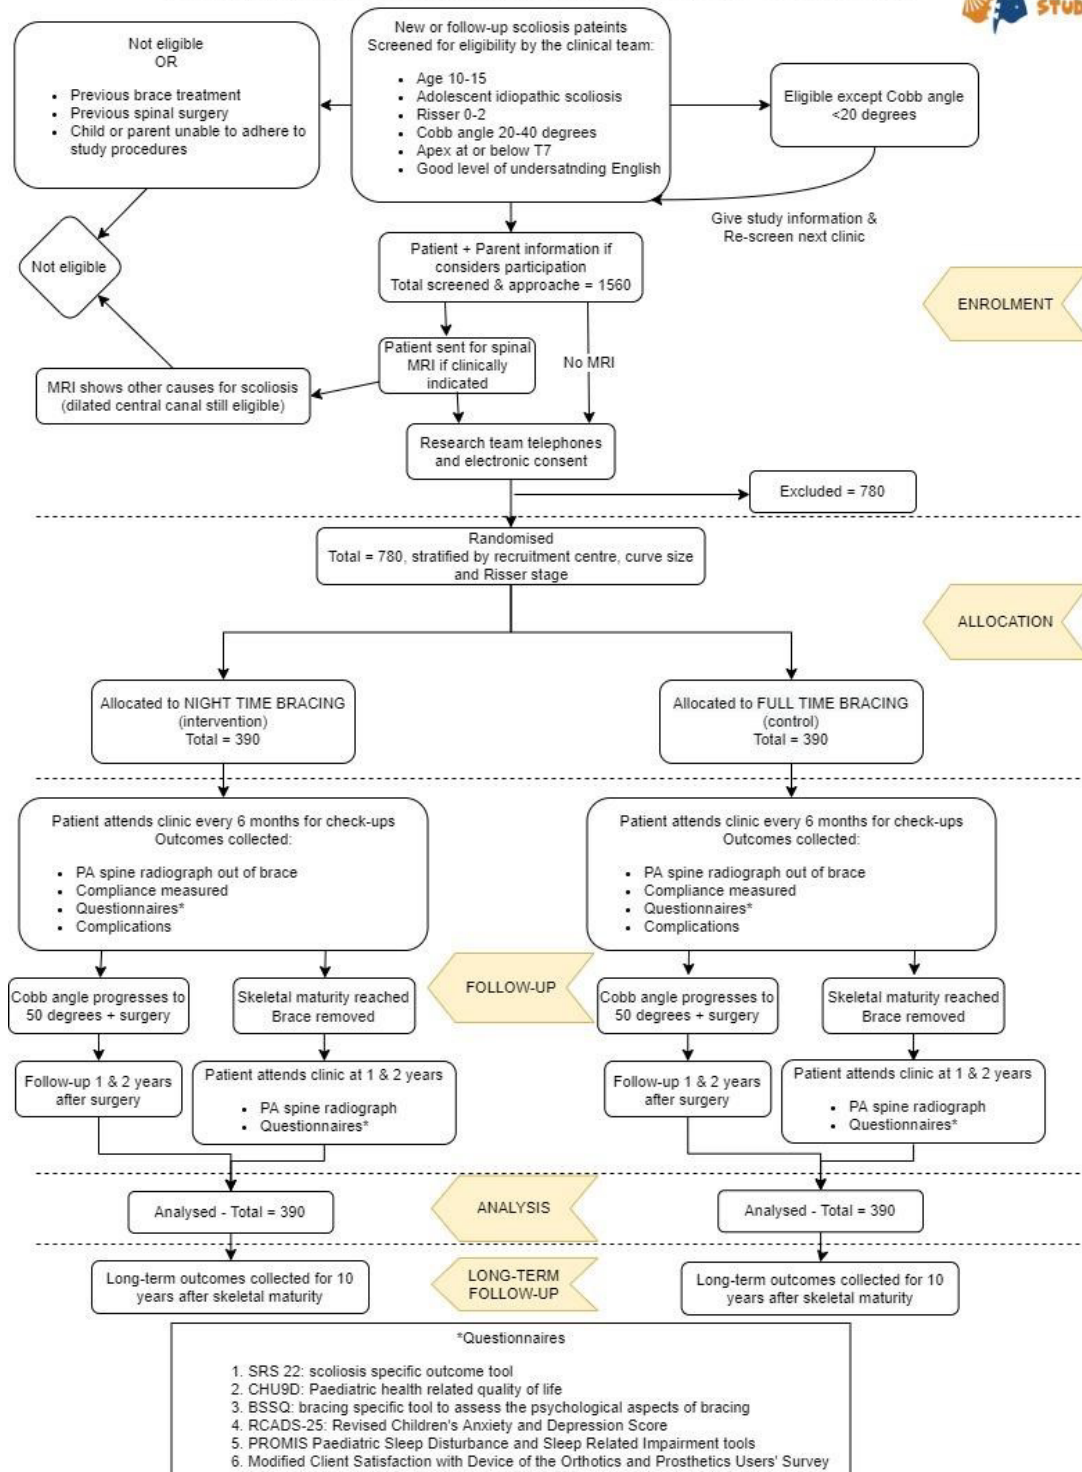 STUD
New or follow-up scoliosis pateints
Screened for eligibility by the clinical team:
• Age 10-15
• Adolescent idiopathic scoliosis
• Risser 0-2
• Cobb angle 20-40 degrees
• Apex at or below T7
• Good level of undersatnding English
Not eligible
OR
• Previous brace treatment
• Previous spinal surgery
• Child or parent unable to adhere to
study procedures
Eligible except Cobb angle
<20 degrees
Give study information &
Re-screen next clinic
Not eligible
Patient + Parent information if
considers participation
Total screened & approache = 1560
ENROLMENT
Patient sent for spinal
MRI if clinically
indicated
No MRI
MRI shows other causes for scoliosis
(dilated central canal still eligible)
Research team telephones
and electronic consent
Excluded = 780
Randomised
Total = 780, stratified by recruitment centre, curve size
and Risser stage
ALLOCATION
Allocated to NIGHT TIME BRACING
(intervention)
Total = 390
Allocated to FULL TIME BRACING
(control)
Total = 390
Patient attends clinic every 6 months for check-ups
Outcomes collected:
• PA spine radiograph out of brace
• Compliance measured
• Questionnaires*
• Complications
Patient attends clinic every 6 months for check-ups
Outcomes collected:
• PA spine radiograph out of brace
• Compliance measured
• Questionnaires*
• Complications
FOLLOW-UP
Cobb angle progresses to
50 degrees + surgery
Skeletal maturity reached
Brace removed
Cobb angle progresses to
50 degrees + surgery
Skeletal maturity reached
Brace removed
Follow-up 1 & 2 years
after surgery
Patient attends clinic at 1 & 2 years
• PA spine radiograph
• Questionnaires*
Follow-up 1 & 2 years
after surgery
Patient attends clinic at 1 & 2 years
• PA spine radiograph
• Questionnaires*
Analysed - Total = 390
ANALYSIS
Analysed - Total = 390
Long-term outcomes collected for 10
years after skeletal maturity
LONG-TERM
FOLLOW-UP
Long-term outcomes collected for 10
years after skeletal maturity
*Questionnaires
1. SRS 22: scoliosis specific outcome tool
2. CHU9D: Paediatric health related quality of life
3. BSSQ: bracing specific tool to assess the psychological aspects of bracing
4. RCADS-25: Revised Children's Anxiety and Depression Score
5. PROMIS Paediatric Sleep Disturbance and Sleep Related Impairment tools
6. Modified Client Satisfaction with Device of the Orthotics and Prosthetics Users' Survey